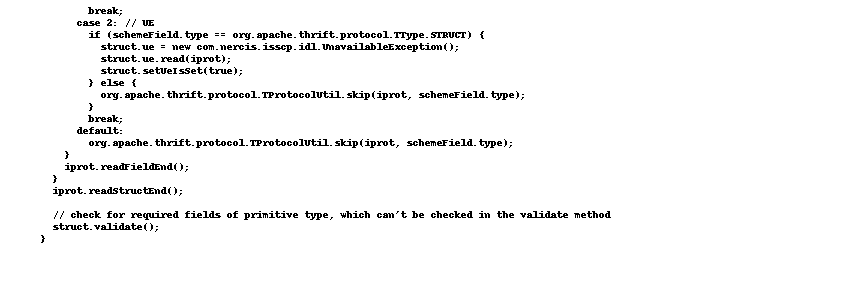 break;
case 2: // UE
if (schemeField.type == org.apache.thrift.protocol.TType.STRUCT) {
struct.ue = new com.nercis.isscp.idl.UnavailableException();
struct.ue.read(iprot);
struct.setUeIsSet(true);
} else {
org.apache.thrift.protocol.TProtocolUtil.skip(iprot, schemeField.type);
}
break;
default:
org.apache.thrift.protocol.TProtocolUtil.skip(iprot, schemeField.type);
}
iprot.readFieldEnd();
}
iprot.readStructEnd();
// check for required fields of primitive type, which can't be checked in the validate method
struct.validate();
}